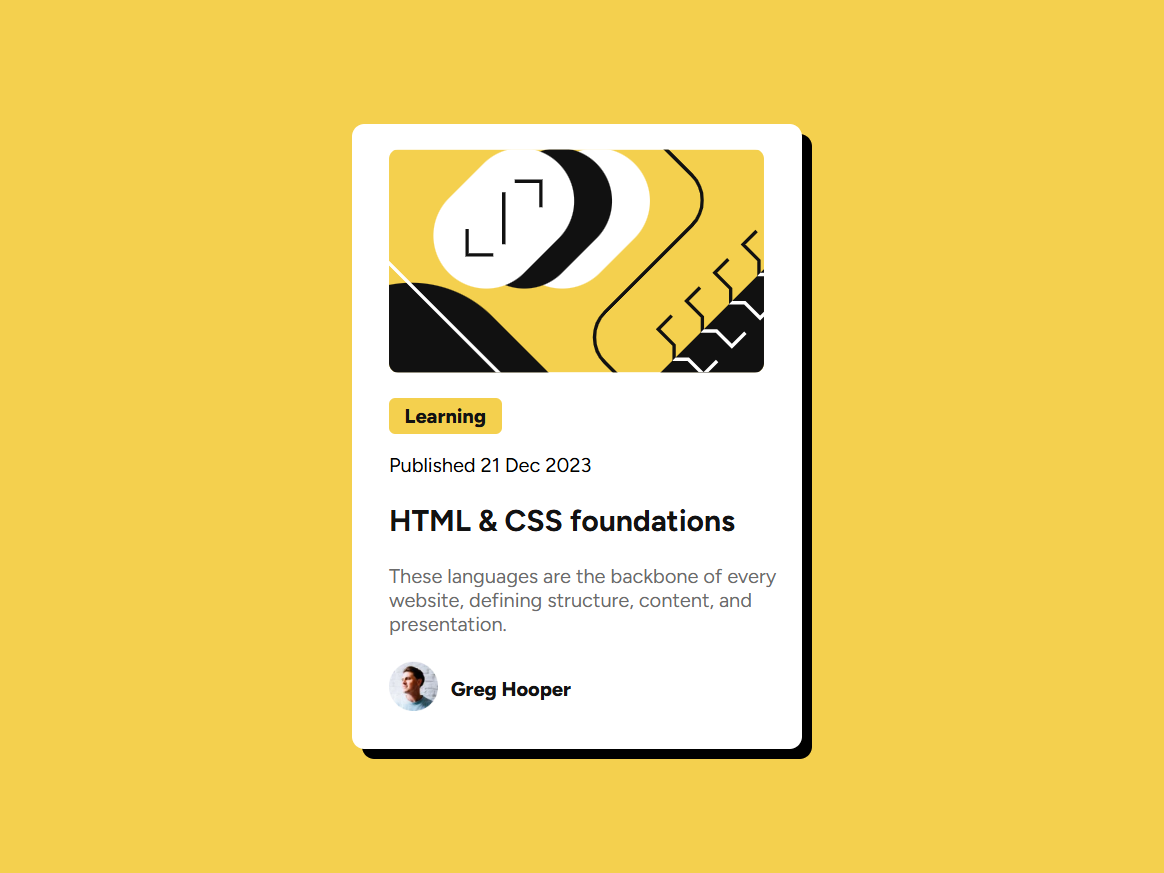 Learning
Published 21 Dec 2023
HTML & CSS foundations
These languages are the backbone of every
website, defining structure, content, and
presentation.
Greg Hooper